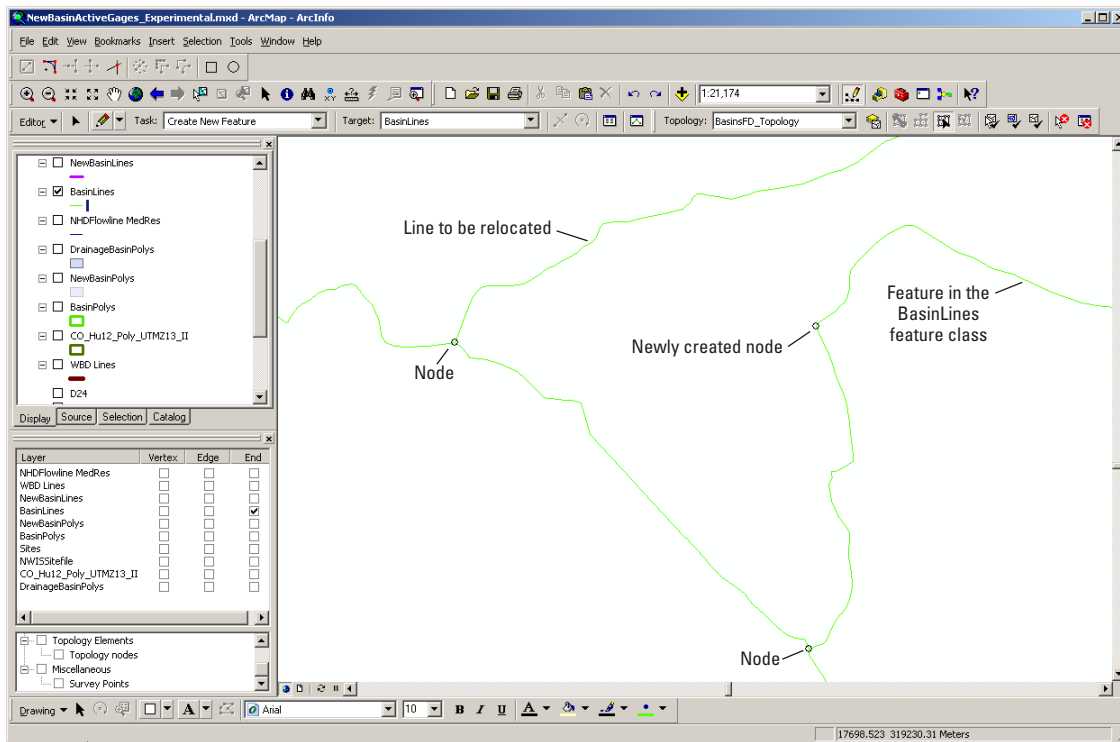 NewBasinActiveGages_Experimental.mxd - ArcMap - ArcInfo
File Edit View Bookmarks Insert Selection Tools Window Help
1:21,174
Editor Task: Create New Feature Target: BasinLines Topology: BasinsFD_Topology
NewBasinLines
BasinLines
NHDFlowline MedRes
DrainageBasinPolys
NewBasinPolys
BasinPolys
CO_Hu12_Poly_UTMZ13_II
WBD Lines
D24
Display Source Selection Catalog
Layer Vertex Edge End
NHDFlowline MedRes
WBD Lines
NewBasinLines
BasinLines
NewBasinPolys
BasinPolys
Sites
NWISSitefile
CO_Hu12_Poly_UTMZ13_II
DrainageBasinPolys
Topology Elements
Topology nodes
Miscellaneous
Survey Points
Line to be relocated
Node
Newly created node
Feature in the
BasinLines
feature class
Node
Drawing A Arial 10 B I U A
17698.523 319230.31 Meters